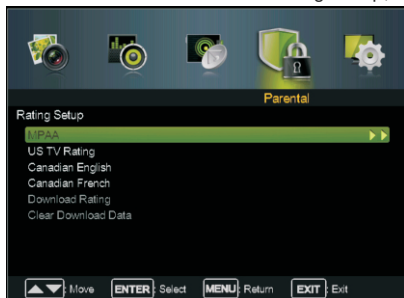 Parental
Rating Setup
MPAA
US TV Rating
Canadian English
Canadian French
Download Rating
Clear Download Data
: Move ENTER : Select MENU : Return EXIT : Exit